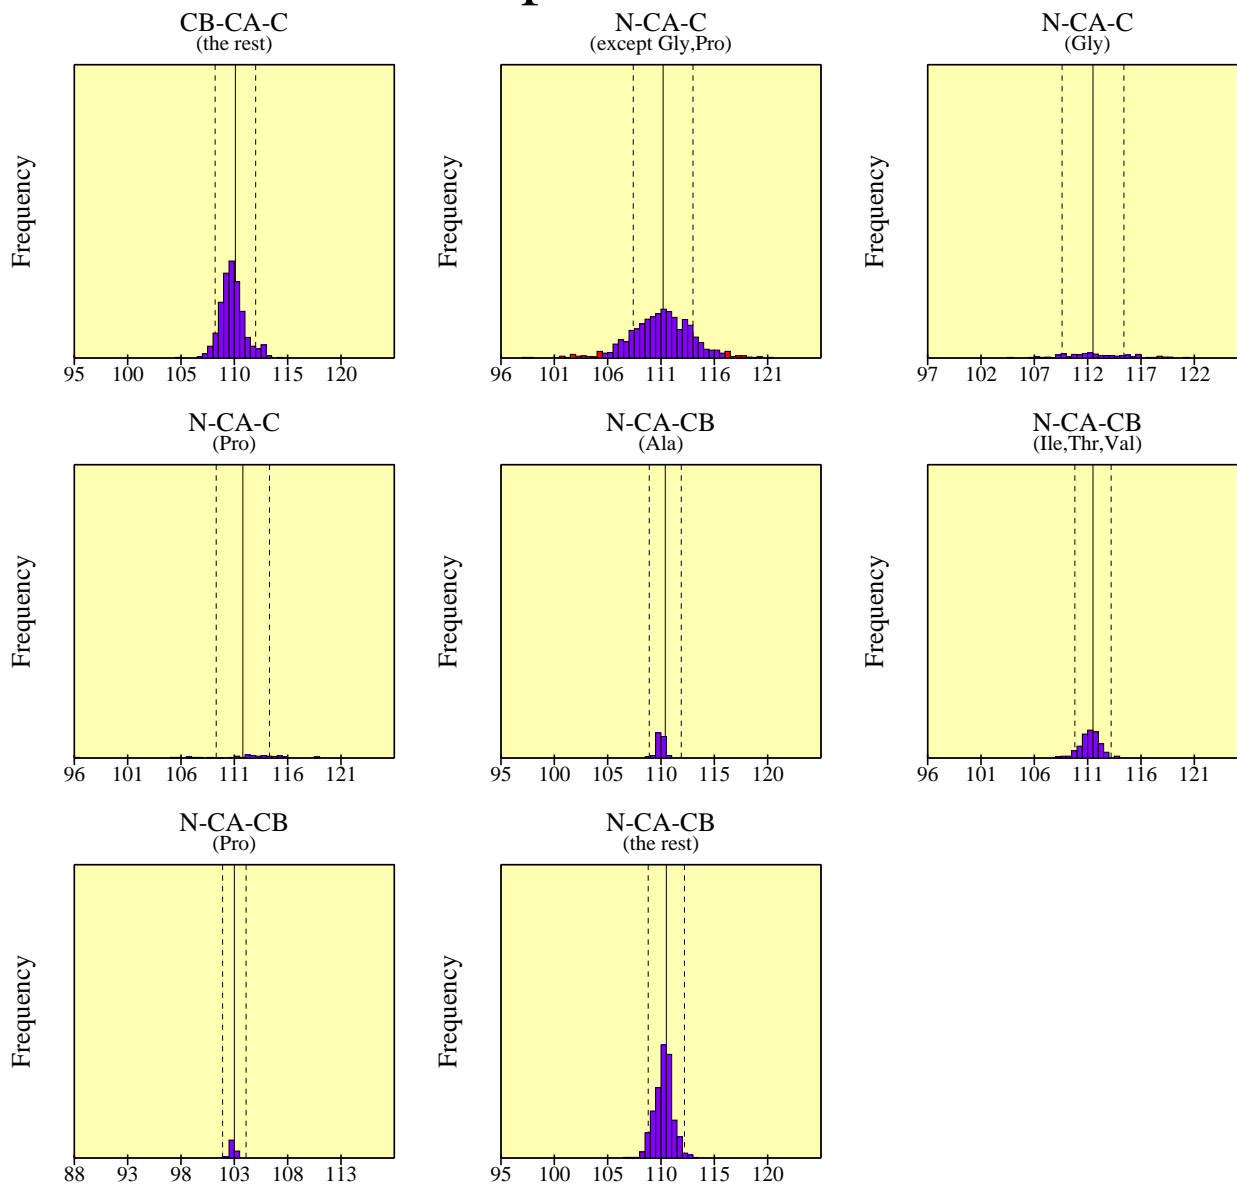 CB-CA-C
(the rest)
Frequency
95 100 105 110 115 120
N-CA-C
(except Gly,Pro)
Frequency
96 101 106 111 116 121
N-CA-C
(Gly)
Frequency
97 102 107 112 117 122
N-CA-C
(Pro)
Frequency
96 101 106 111 116 121
N-CA-CB
(Ala)
Frequency
95 100 105 110 115 120
N-CA-CB
(Ile,Thr,Val)
Frequency
96 101 106 111 116 121
N-CA-CB
(Pro)
Frequency
88 93 98 103 108 113
N-CA-CB
(the rest)
Frequency
95 100 105 110 115 120